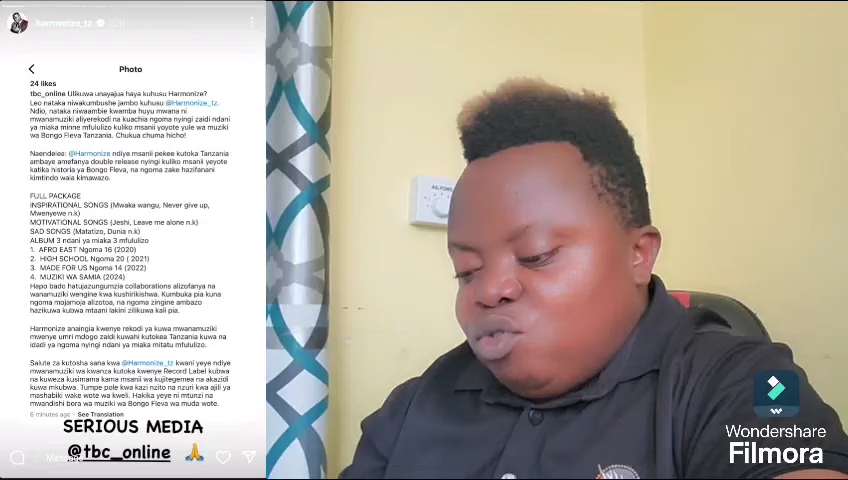 harmonize_tz 22h
Photo
24 likes
tbc_online Ulikuwa unayajua haya kuhusu Harmonize?
Leo nataka niwakumbushe jambo kuhusu @Harmonize_tz.
Ndio, nataka niwaambie kwamba huyu mwana ni
mwanamuziki aliyerekodi na kuachia ngoma nyingi zaidi ndani
ya miaka minne mfululizo kuliko msanii yoyote yule wa muziki
wa Bongo Fleva Tanzania. Chukua chuma hicho!
Naendelea: @Harmonize ndiye msanii pekee kutoka Tanzania
ambaye amefanya double release nyingi kuliko msanii yeyote
katika historia ya Bongo Fleva, na ngoma zake hazifanani
kimtindo wala kimawazo.
FULL PACKAGE
INSPIRATIONAL SONGS (Mwaka wangu, Never give up,
Mwenyewe n.k)
MOTIVATIONAL SONGS (Jeshi, Leave me alone n.k)
SAD SONGS (Matatizo, Dunia n.k)
ALBUM 3 ndani ya miaka 3 mfululizo
1. AFRO EAST Ngoma 16 (2020)
2. HIGH SCHOOL Ngoma 20 ( 2021)
3. MADE FOR US Ngoma 14 (2022)
4. MUZIKI WA SAMIA (2024)
Hapo bado hatujazungumzia collaborations alizofanya na
wanamuziki wengine kwa kushirikishwa. Kumbuka pia kuna
ngoma mojamoja alizotoa, na ngoma zingine ambazo
hazikuwa kubwa mtaani lakini zilikuwa kali pia.
Harmonize anaingia kwenye rekodi ya kuwa mwanamuziki
mwenye umri mdogo zaidi kuwahi kutokea Tanzania kuwa na
idadi ya ngoma nyingi ndani ya miaka mitatu mfululizo.
Salute za kutosha sana kwa @Harmonize_tz kwani yeye ndiye
mwanamuziki wa kwanza kutoka kwenye Record Label kubwa
na kuweza kusimama kama msanii wa kujitegemea na akazidi
kuwa mkubwa. Tumpe pole kwa kazi nzito na nzuri kwa ajili ya
mashabiki wake wote wa kweli. Hakika yeye ni mtunzi na
mwandishi bora wa muziki wa Bongo Fleva wa muda wote.
6 minutes ago • See Translation
SERIOUS MEDIA
@tbc_online 🙏
Message
Wondershare
Filmora